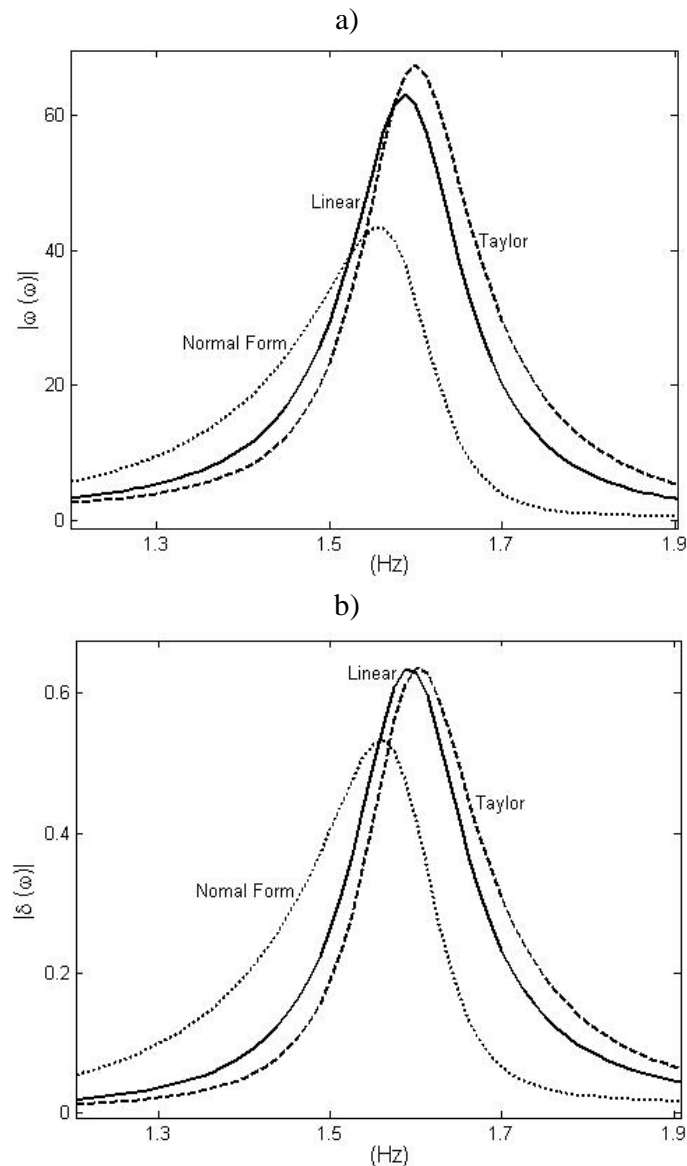 a)
60
Linear
|ω (ω)|
40
Taylor
Normal Form
20
0
1.3
1.5
1.7
1.9
(Hz)
b)
Linear
0.6
Taylor
0.4
|δ (ω)|
Nomal Form
0.2
0
1.3
1.5
1.7
1.9
(Hz)